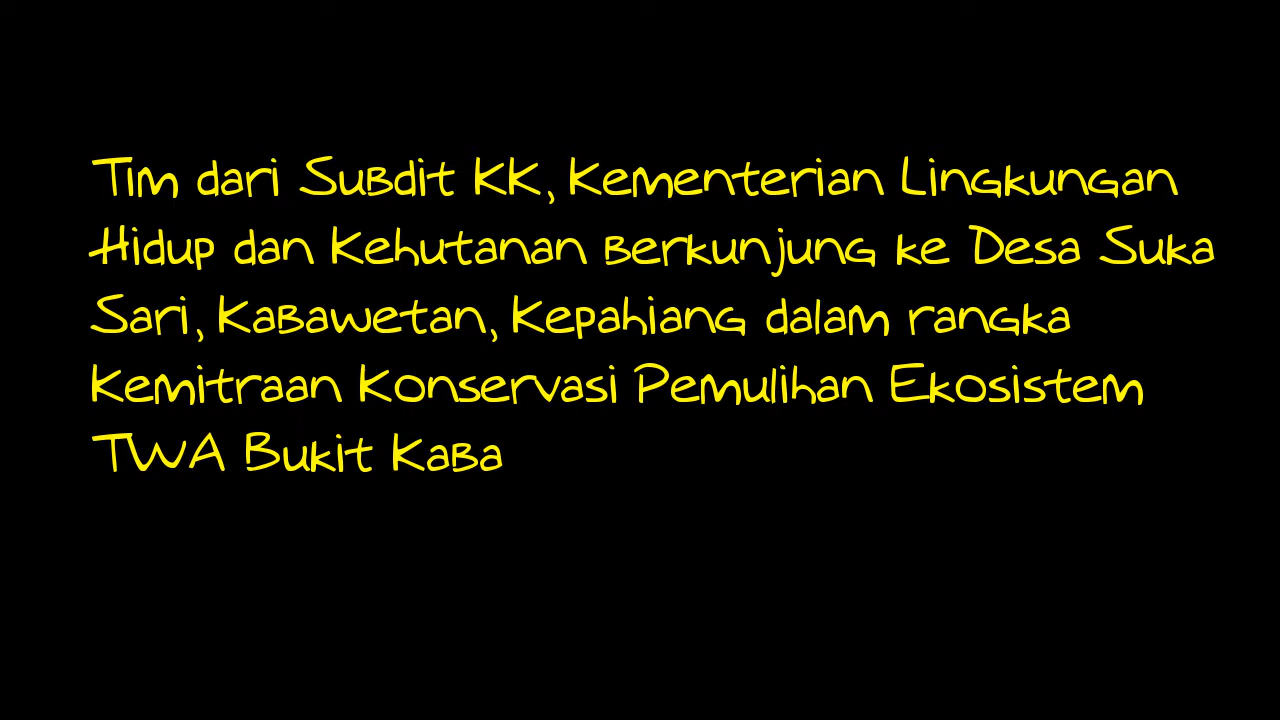 Tim dari Subdit KK, Kementerian Lingkungan
Hidup dan Kehutanan berkunjung ke Desa Suka
Sari, Kabawetan, Kepahiang dalam rangka
Kemitraan Konservasi Pemulihan Ekosistem
TWA Bukit Kaba